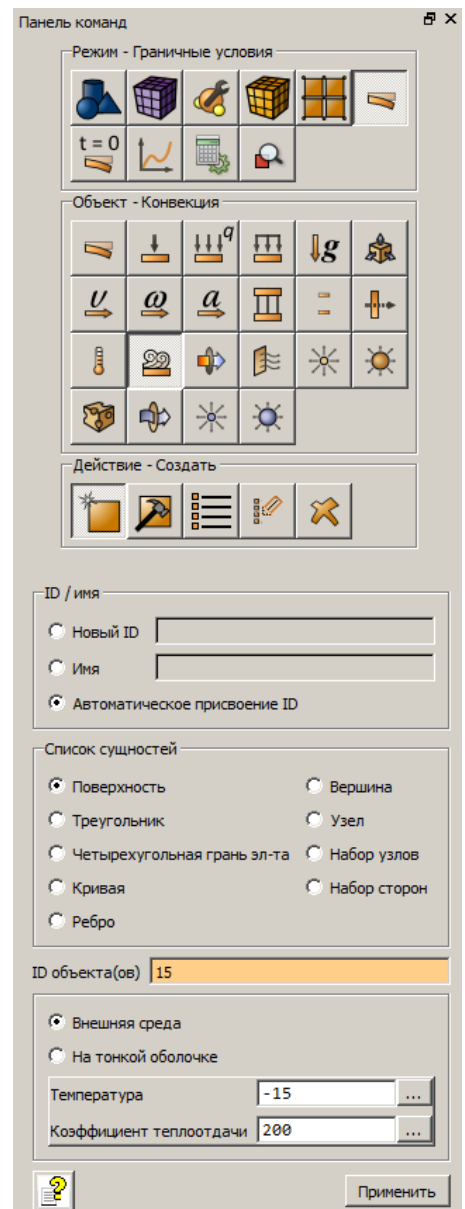 Панель команд
Режим - Граничные условия
t = 0
Объект - Конвекция
q
g
υ ω a
Действие - Создать
ID / имя
Новый ID
Имя
Автоматическое присвоение ID
Список сущностей
Поверхность Вершина
Треугольник Узел
Четырехугольная грань эл-та Набор узлов
Кривая Набор сторон
Ребро
ID объекта(ов) 15
Внешняя среда
На тонкой оболочке
Температура -15 ...
Коэффициент теплоотдачи 200 ...
Применить